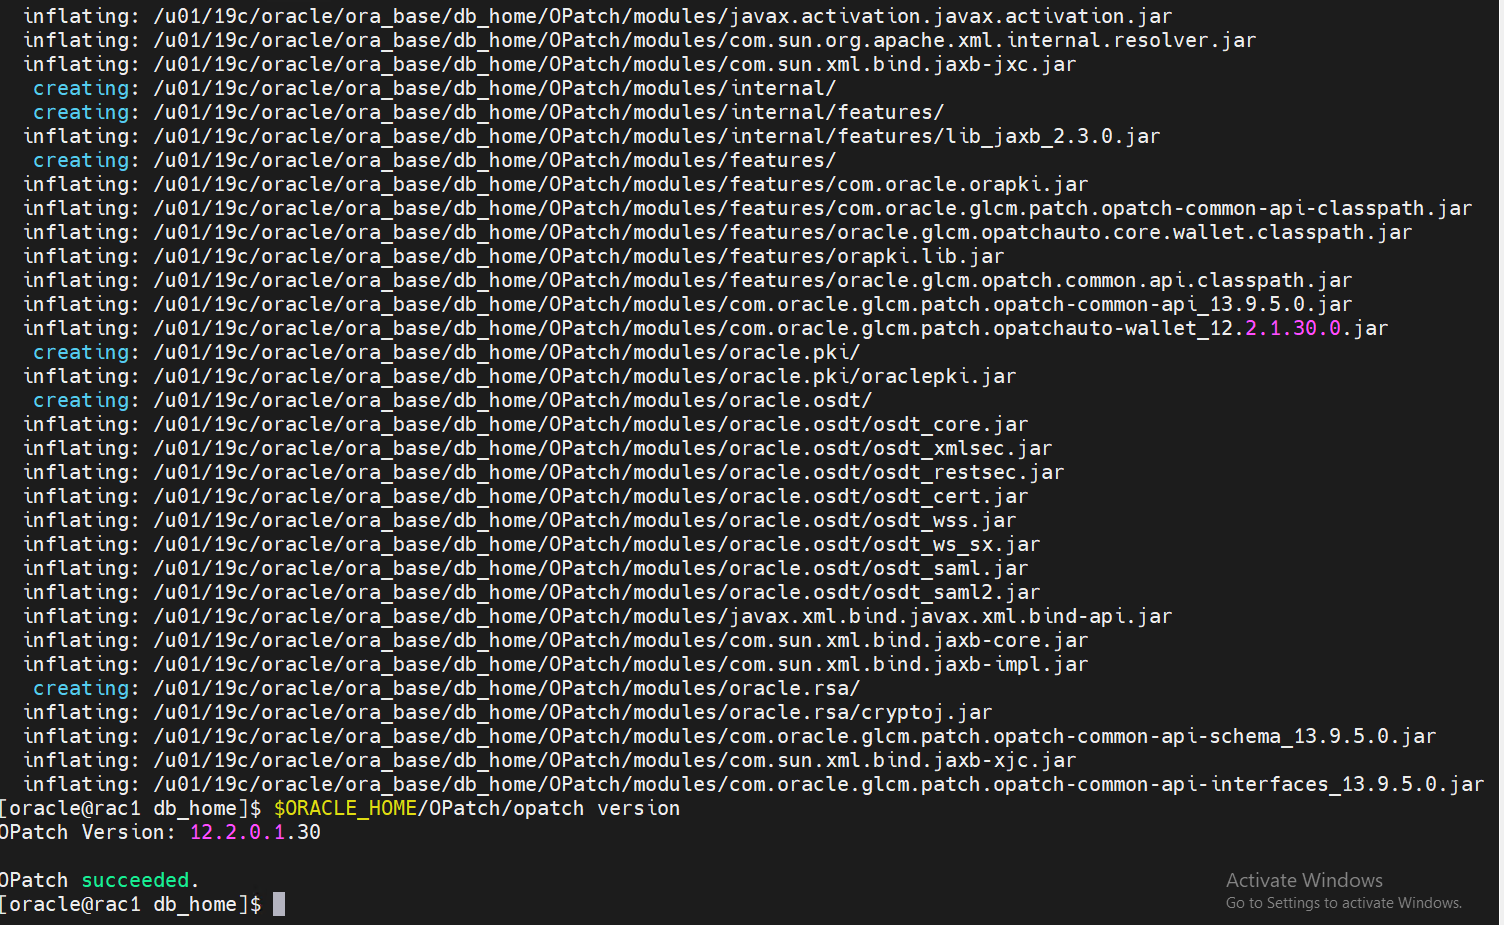 inflating: /u01/19c/oracle/ora_base/db_home/OPatch/modules/javax.activation.javax.activation.jar
inflating: /u01/19c/oracle/ora_base/db_home/OPatch/modules/com.sun.org.apache.xml.internal.resolver.jar
inflating: /u01/19c/oracle/ora_base/db_home/OPatch/modules/com.sun.xml.bind.jaxb-jxc.jar
creating: /u01/19c/oracle/ora_base/db_home/OPatch/modules/internal/
creating: /u01/19c/oracle/ora_base/db_home/OPatch/modules/internal/features/
inflating: /u01/19c/oracle/ora_base/db_home/OPatch/modules/internal/features/lib_jaxb_2.3.0.jar
creating: /u01/19c/oracle/ora_base/db_home/OPatch/modules/features/
inflating: /u01/19c/oracle/ora_base/db_home/OPatch/modules/features/com.oracle.orapki.jar
inflating: /u01/19c/oracle/ora_base/db_home/OPatch/modules/features/com.oracle.glcm.patch.opatch-common-api-classpath.jar
inflating: /u01/19c/oracle/ora_base/db_home/OPatch/modules/features/oracle.glcm.opatchauto.core.wallet.classpath.jar
inflating: /u01/19c/oracle/ora_base/db_home/OPatch/modules/features/orapki.lib.jar
inflating: /u01/19c/oracle/ora_base/db_home/OPatch/modules/features/oracle.glcm.opatch.common.api.classpath.jar
inflating: /u01/19c/oracle/ora_base/db_home/OPatch/modules/com.oracle.glcm.patch.opatch-common-api_13.9.5.0.jar
inflating: /u01/19c/oracle/ora_base/db_home/OPatch/modules/com.oracle.glcm.patch.opatchauto-wallet_12.2.1.30.0.jar
creating: /u01/19c/oracle/ora_base/db_home/OPatch/modules/oracle.pki/
inflating: /u01/19c/oracle/ora_base/db_home/OPatch/modules/oracle.pki/oraclepki.jar
creating: /u01/19c/oracle/ora_base/db_home/OPatch/modules/oracle.osdt/
inflating: /u01/19c/oracle/ora_base/db_home/OPatch/modules/oracle.osdt/osdt_core.jar
inflating: /u01/19c/oracle/ora_base/db_home/OPatch/modules/oracle.osdt/osdt_xmlsec.jar
inflating: /u01/19c/oracle/ora_base/db_home/OPatch/modules/oracle.osdt/osdt_restsec.jar
inflating: /u01/19c/oracle/ora_base/db_home/OPatch/modules/oracle.osdt/osdt_cert.jar
inflating: /u01/19c/oracle/ora_base/db_home/OPatch/modules/oracle.osdt/osdt_wss.jar
inflating: /u01/19c/oracle/ora_base/db_home/OPatch/modules/oracle.osdt/osdt_ws_sx.jar
inflating: /u01/19c/oracle/ora_base/db_home/OPatch/modules/oracle.osdt/osdt_saml.jar
inflating: /u01/19c/oracle/ora_base/db_home/OPatch/modules/oracle.osdt/osdt_saml2.jar
inflating: /u01/19c/oracle/ora_base/db_home/OPatch/modules/javax.xml.bind.javax.xml.bind-api.jar
inflating: /u01/19c/oracle/ora_base/db_home/OPatch/modules/com.sun.xml.bind.jaxb-core.jar
inflating: /u01/19c/oracle/ora_base/db_home/OPatch/modules/com.sun.xml.bind.jaxb-impl.jar
creating: /u01/19c/oracle/ora_base/db_home/OPatch/modules/oracle.rsa/
inflating: /u01/19c/oracle/ora_base/db_home/OPatch/modules/oracle.rsa/cryptoj.jar
inflating: /u01/19c/oracle/ora_base/db_home/OPatch/modules/com.oracle.glcm.patch.opatch-common-api-schema_13.9.5.0.jar
inflating: /u01/19c/oracle/ora_base/db_home/OPatch/modules/com.sun.xml.bind.jaxb-xjc.jar
inflating: /u01/19c/oracle/ora_base/db_home/OPatch/modules/com.oracle.glcm.patch.opatch-common-api-interfaces_13.9.5.0.jar
[oracle@rac1 db_home]$ $ORACLE_HOME/OPatch/opatch version
OPatch Version: 12.2.0.1.30
OPatch succeeded.
[oracle@rac1 db_home]$
Activate Windows
Go to Settings to activate Windows.